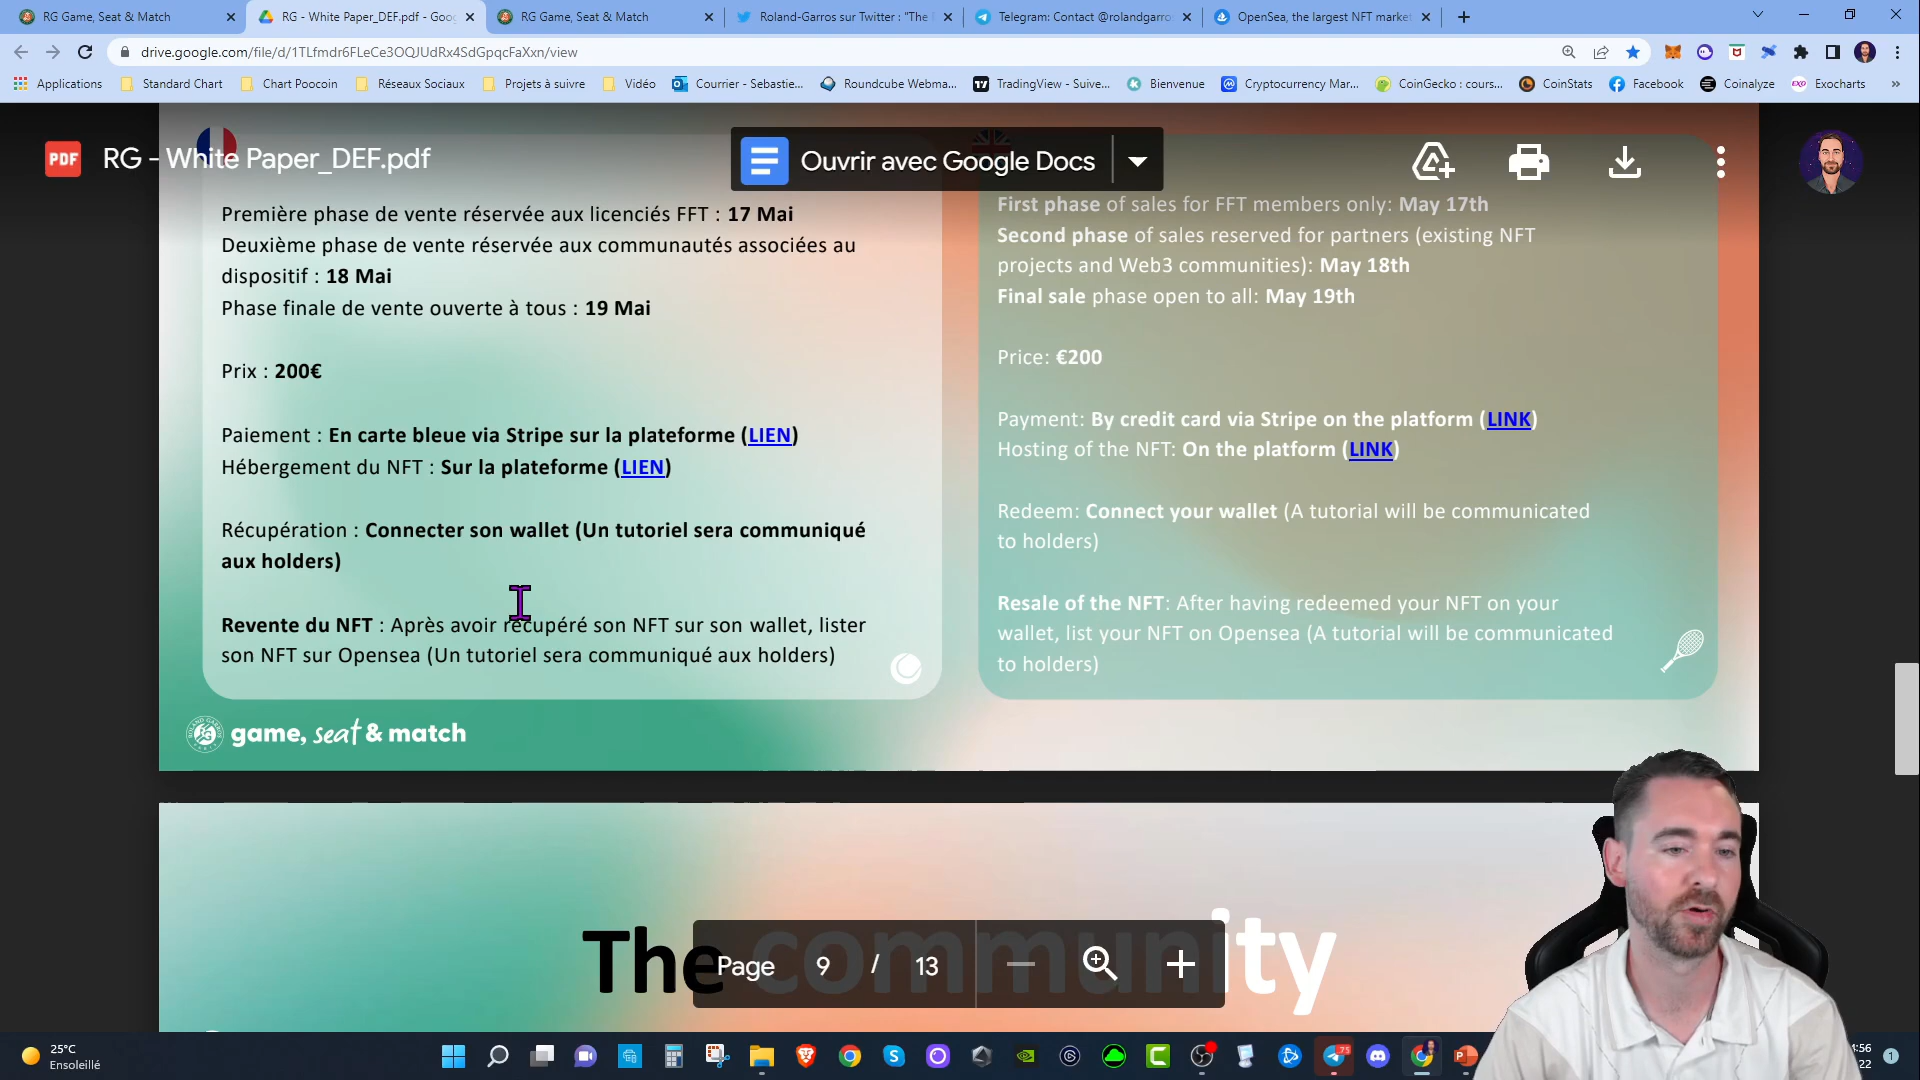 RG Game, Seat & Match
RG - White Paper_DEF.pdf - Goo
RG Game, Seat & Match
Roland-Garros sur Twitter : "The
Telegram: Contact @rolandgarro
OpenSea, the largest NFT market
drive.google.com/file/d/1TLfmdr6FLeCe3OQJUdRx4SdGpqcFaXxn/view
Applications
Standard Chart
Chart Poocoin
Réseaux Sociaux
Projets à suivre
Vidéo
Courrier - Sebastie...
Roundcube Webma...
TradingView - Suive...
Bienvenue
Cryptocurrency Mar...
CoinGecko : cours...
CoinStats
Facebook
Coinalyze
EXO
Exocharts
PDF
RG - White Paper_DEF.pdf
Ouvrir avec Google Docs
Première phase de vente réservée aux licenciés FFT : 17 Mai
Deuxième phase de vente réservée aux communautés associées au
dispositif : 18 Mai
Phase finale de vente ouverte à tous : 19 Mai
Prix : 200€
Paiement : En carte bleue via Stripe sur la plateforme (LIEN)
Hébergement du NFT : Sur la plateforme (LIEN)
Récupération : Connecter son wallet (Un tutoriel sera communiqué
aux holders)
Revente du NFT : Après avoir récupéré son NFT sur son wallet, lister
son NFT sur Opensea (Un tutoriel sera communiqué aux holders)
First phase of sales for FFT members only: May 17th
Second phase of sales reserved for partners (existing NFT
projects and Web3 communities): May 18th
Final sale phase open to all: May 19th
Price: €200
Payment: By credit card via Stripe on the platform (LINK)
Hosting of the NFT: On the platform (LINK)
Redeem: Connect your wallet (A tutorial will be communicated
to holders)
Resale of the NFT: After having redeemed your NFT on your
wallet, list your NFT on Opensea (A tutorial will be communicated
to holders)
game, seat & match
The community
Page 9 / 13
25°C
Ensoleillé
75
:56
22
1